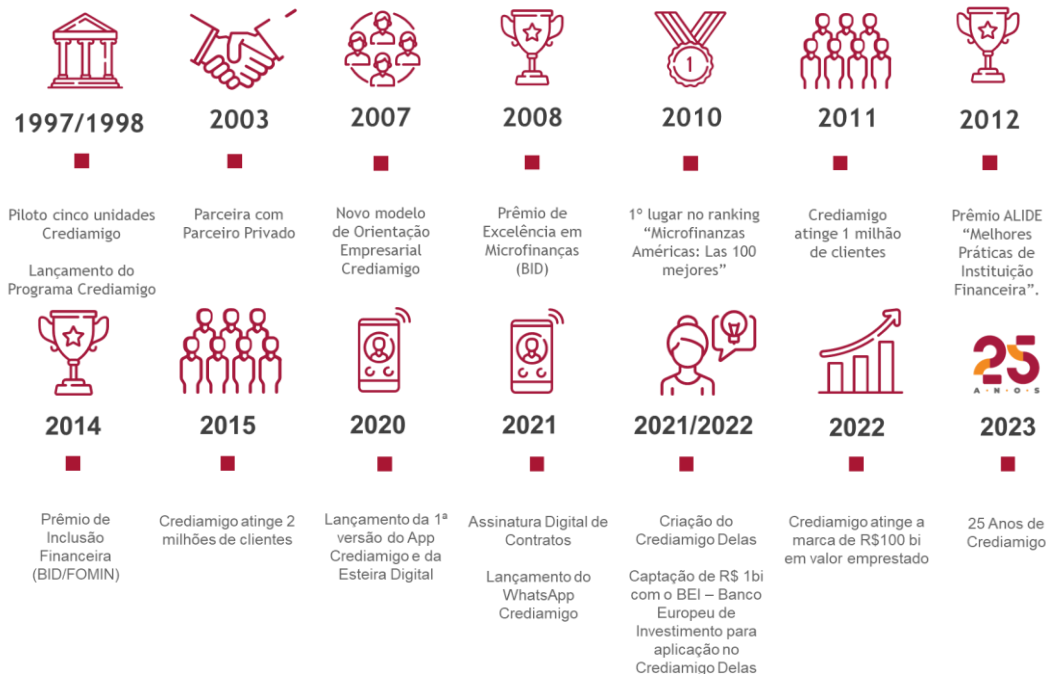 1
1997/1998
2003
2007
2008
2010
2011
2012
Piloto cinco unidades
Crediamigo
Lançamento do
Programa Crediamigo
Parceira com
Parceiro Privado
Novo modelo
de Orientação
Empresarial
Crediamigo
Prêmio de
Excelência em
Microfinanças
(BID)
1º lugar no ranking
“Microfinanzas
Américas: Las 100
mejores”
Crediamigo
atinge 1 milhão
de clientes
Prêmio ALIDE
“Melhores
Práticas de
Instituição
Financeira”.
25
A·N·O·S
2014
2015
2020
2021
2021/2022
2022
2023
Prêmio de
Inclusão
Financeira
(BID/FOMIN)
Crediamigo atinge 2
milhões de clientes
Lançamento da 1ª
versão do App
Crediamigo e da
Esteira Digital
Assinatura Digital de
Contratos
Lançamento do
WhatsApp
Crediamigo
Criação do
Crediamigo Delas
Captação de R$ 1bi
com o BEI – Banco
Europeu de
Investimento para
aplicação no
Crediamigo Delas
Crediamigo atinge a
marca de R$100 bi
em valor emprestado
25 Anos de
Crediamigo